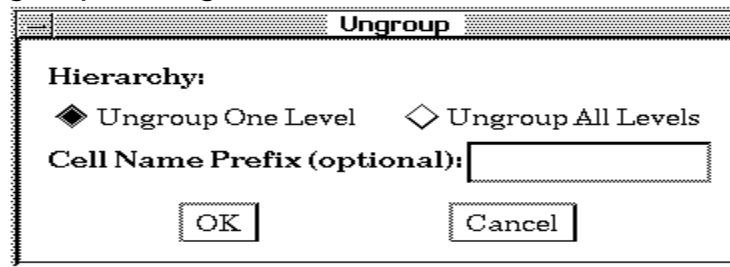 Ungroup
Hierarchy:
Ungroup One Level Ungroup All Levels
Cell Name Prefix (optional):
OK Cancel